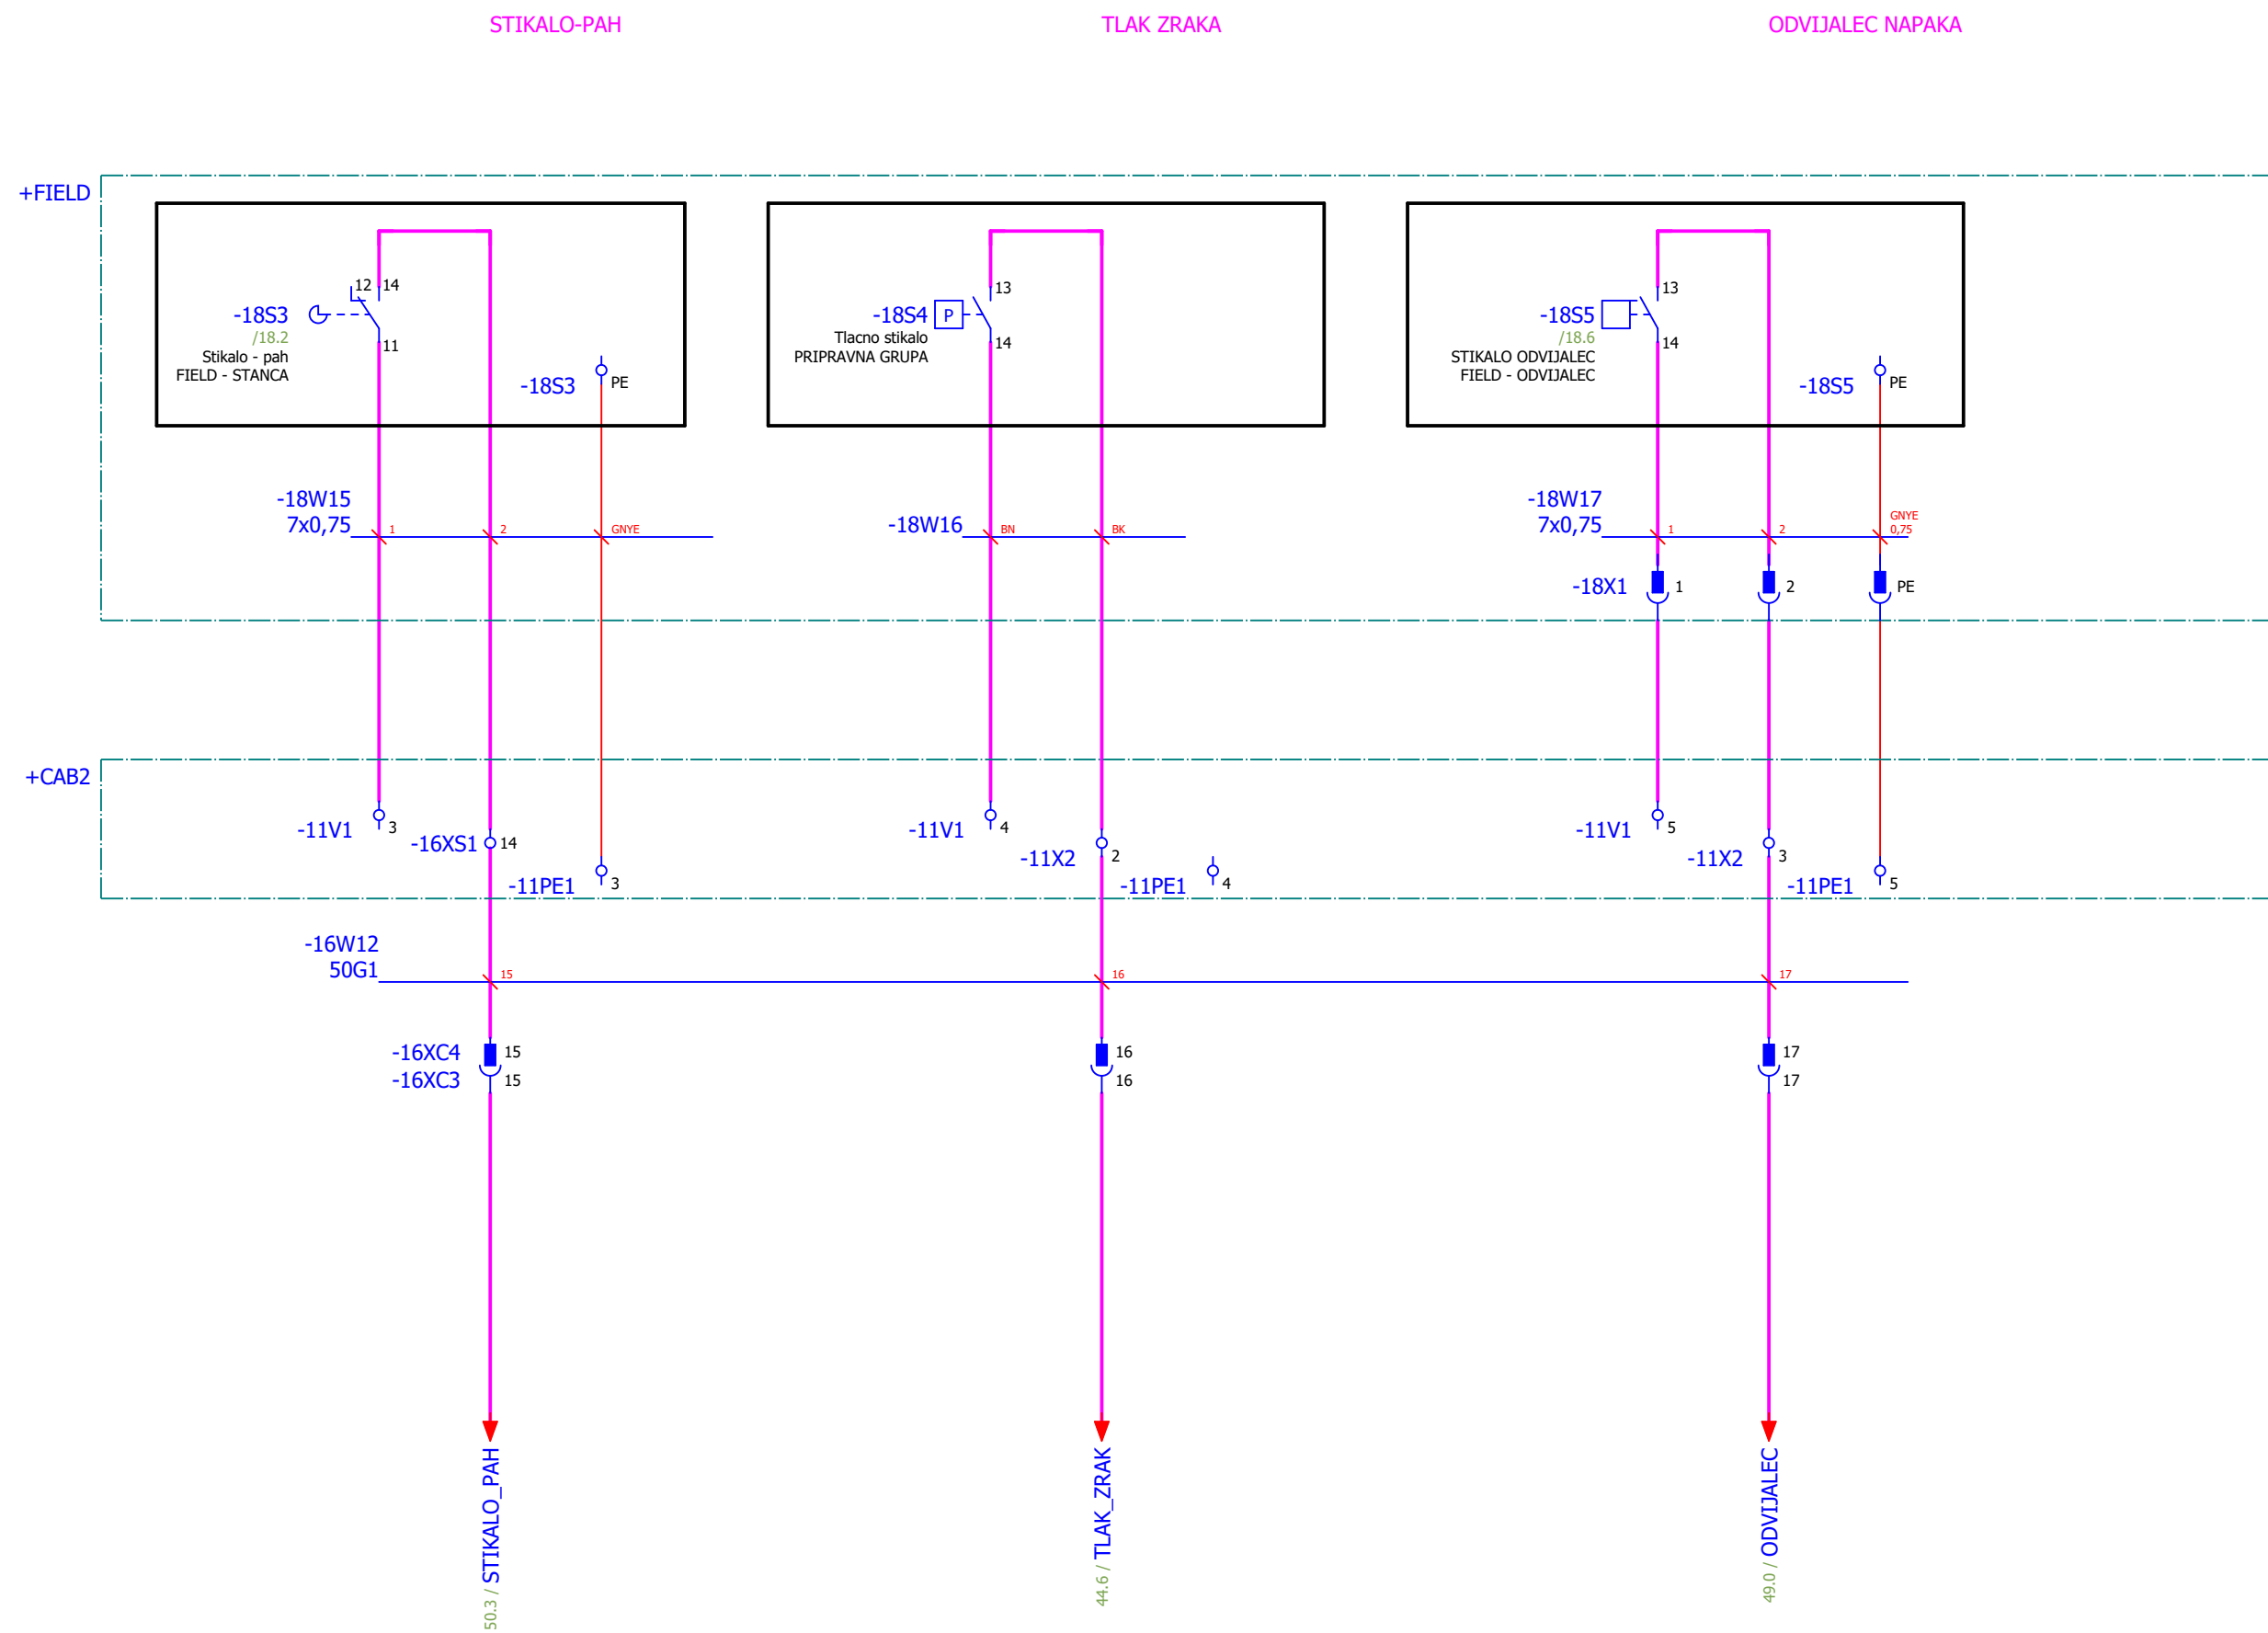 STIKALO-PAH
TLAK ZRAKA
ODVIJALEC NAPAKA
+FIELD
12 14
-18S3
/18.2
Stikalo - pah
FIELD - STANCA
11
-18S3
PE
13
-18S4
P
Tlacno stikalo
PRIPRAVNA GRUPA
14
13
-18S5
/18.6
STIKALO ODVIJALEC
FIELD - ODVIJALEC
14
-18S5
PE
-18W15
7x0,75
1
2
GNYE
-18W16
BN
BK
-18W17
7x0,75
1
2
GNYE
0,75
-18X1
1
2
PE
+CAB2
-11V1
3
-16XS1
14
-11PE1
3
-11V1
4
-11X2
2
-11PE1
4
-11V1
5
-11X2
3
-11PE1
5
-16W12
50G1
15
16
17
-16XC4
15
-16XC3
15
16
16
17
17
50.3 / STIKALO_PAH
44.6 / TLAK_ZRAK
49.0 / ODVIJALEC